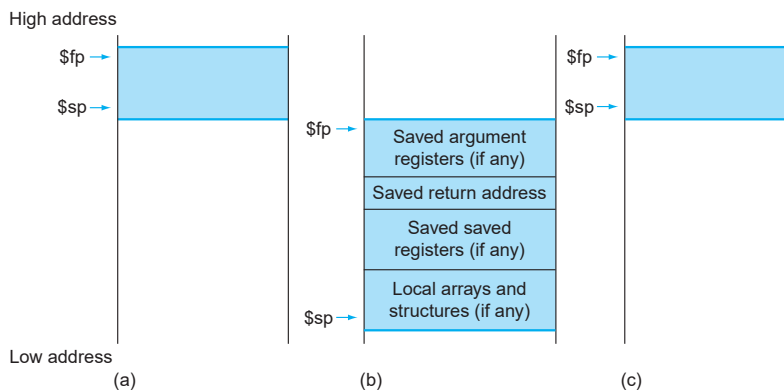 High address
$fp
$sp
$fp
Saved argument
registers (if any)
Saved return address
Saved saved
registers (if any)
Local arrays and
structures (if any)
$sp
$fp
$sp
Low address
(a)
(b)
(c)